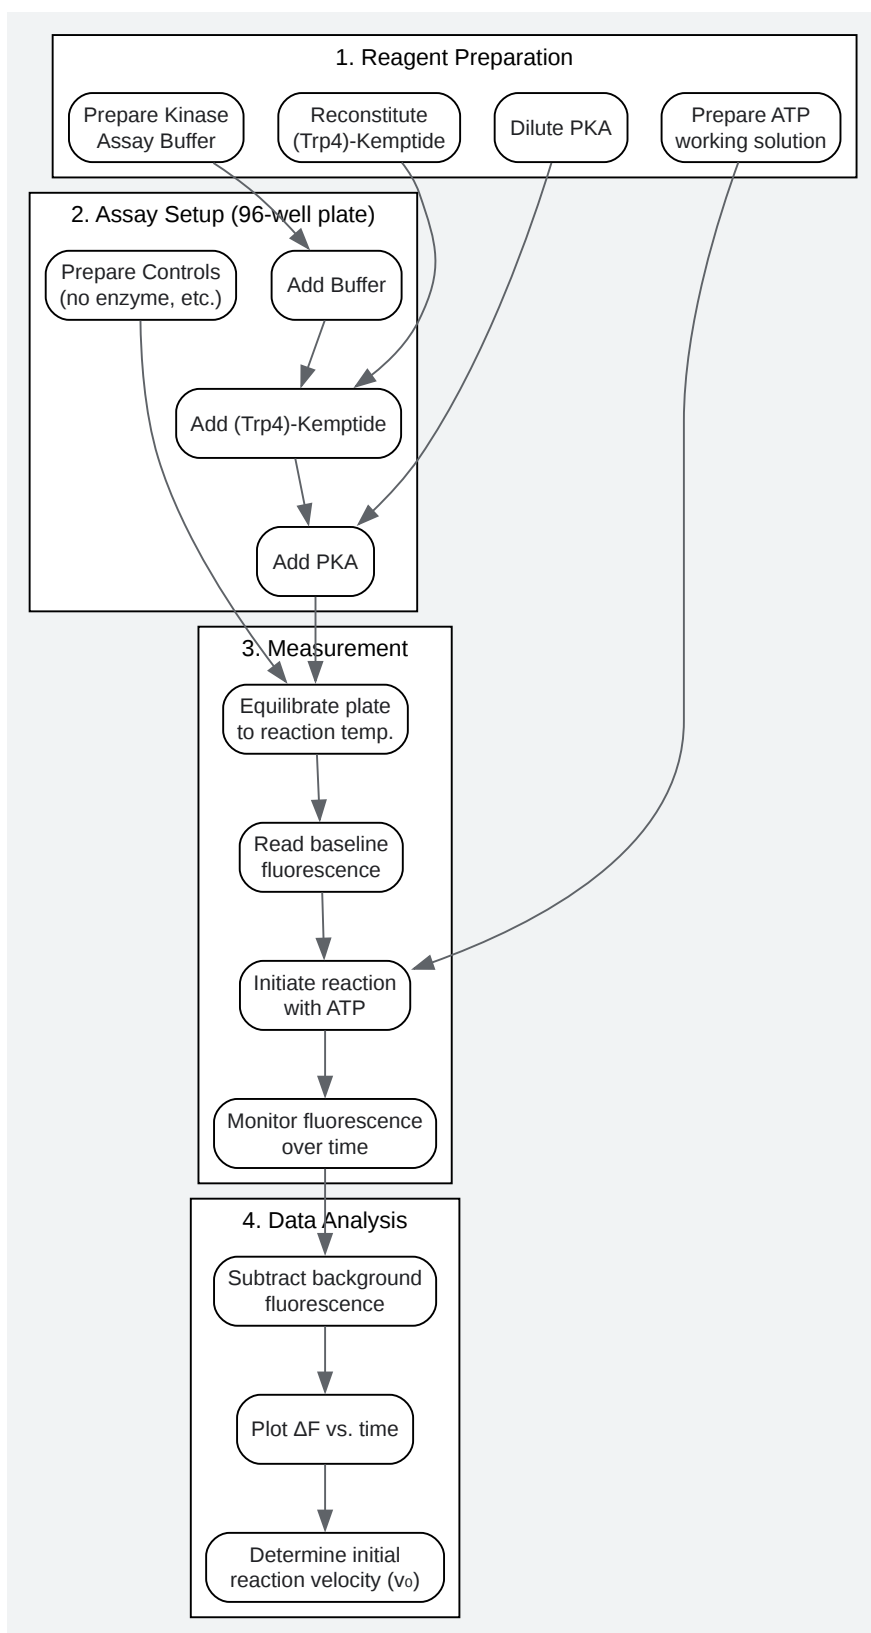 1. Reagent Preparation
Prepare Kinase
Assay Buffer
Reconstitute
(Trp4)-Kemptide
Dilute PKA
Prepare ATP
working solution
2. Assay Setup (96-well plate)
Prepare Controls
(no enzyme, etc.)
Add Buffer
Add (Trp4)-Kemptide
Add PKA
3. Measurement
Equilibrate plate
to reaction temp.
Read baseline
fluorescence
Initiate reaction
with ATP
Monitor fluorescence
over time
4. Data Analysis
Subtract background
fluorescence
Plot ΔF vs. time
Determine initial
reaction velocity (v₀)